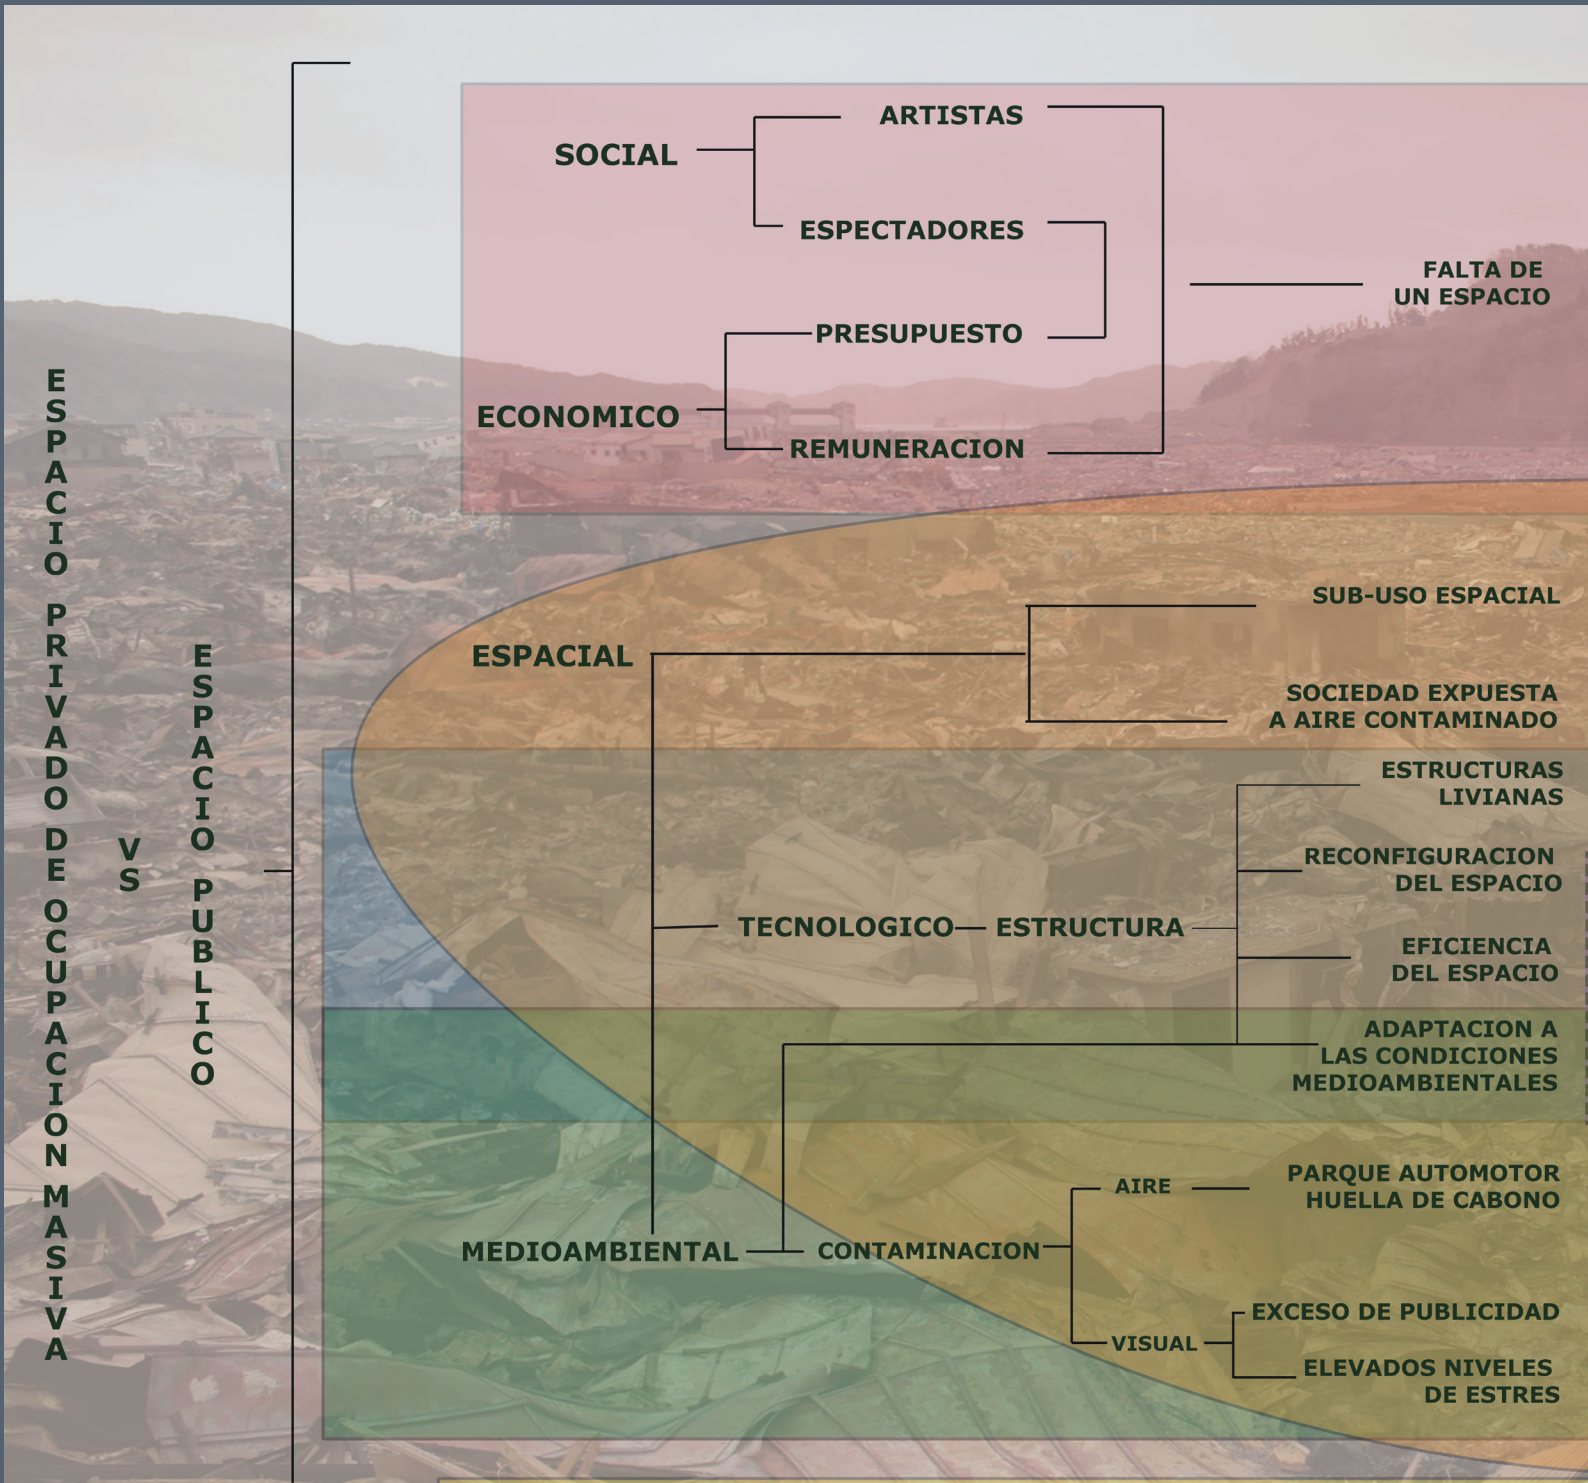 ESPACIO PRIVADO DE OCUPACION MASIVA
VS
ESPACIO PUBLICO
SOCIAL
ARTISTAS
ESPECTADORES
ECONOMICO
PRESUPUESTO
REMUNERACION
FALTA DE
UN ESPACIO
ESPACIAL
SUB-USO ESPACIAL
SOCIEDAD EXPUESTA
A AIRE CONTAMINADO
TECNOLOGICO
ESTRUCTURA
ESTRUCTURAS
LIVIANAS
RECONFIGURACION
DEL ESPACIO
EFICIENCIA
DEL ESPACIO
ADAPTACION A
LAS CONDICIONES
MEDIOAMBIENTALES
MEDIOAMBIENTAL
CONTAMINACION
AIRE
PARQUE AUTOMOTOR
HUELLA DE CABONO
VISUAL
EXCESO DE PUBLICIDAD
ELEVADOS NIVELES
DE ESTRES